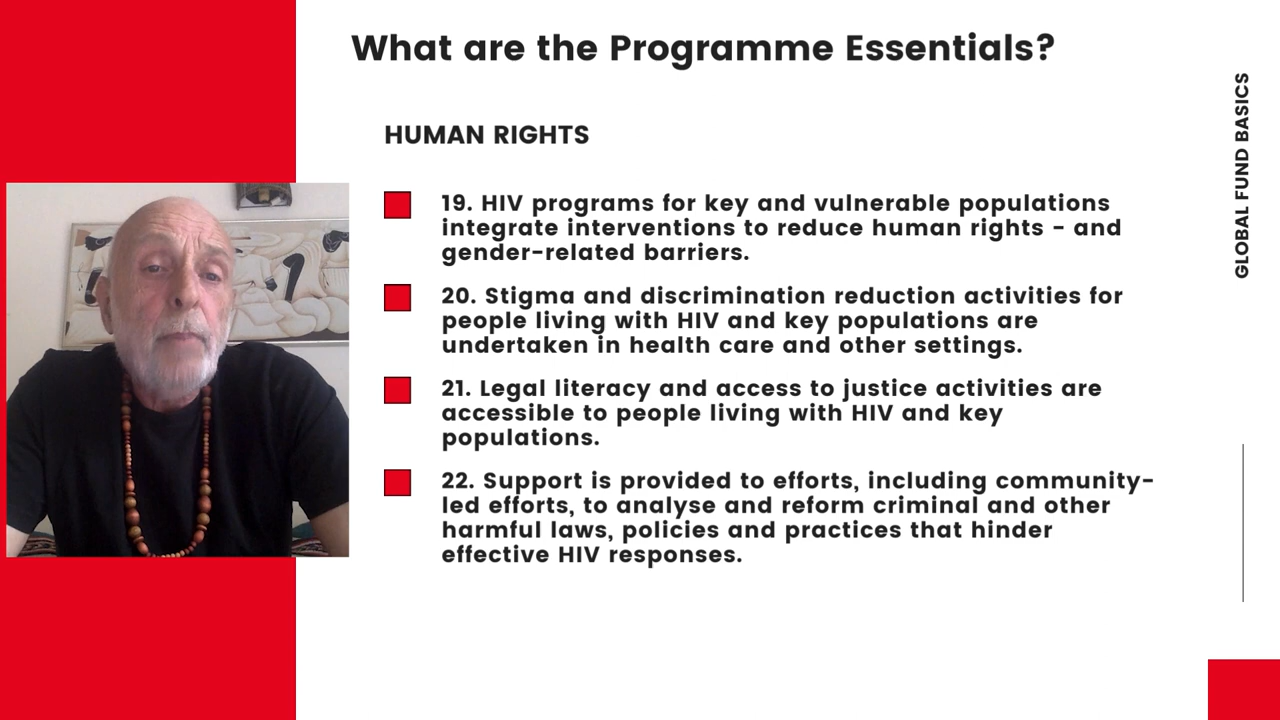 What are the Programme Essentials?
HUMAN RIGHTS
19. HIV programs for key and vulnerable populations
integrate interventions to reduce human rights - and
gender-related barriers.
20. Stigma and discrimination reduction activities for
people living with HIV and key populations are
undertaken in health care and other settings.
21. Legal literacy and access to justice activities are
accessible to people living with HIV and key
populations.
22. Support is provided to efforts, including community-
led efforts, to analyse and reform criminal and other
harmful laws, policies and practices that hinder
effective HIV responses.
GLOBAL FUND BASICS